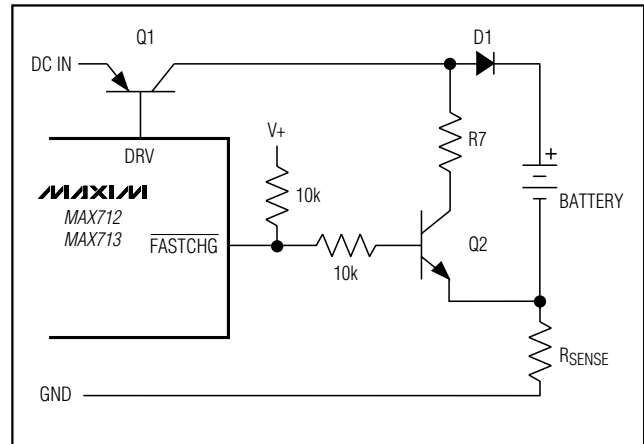 Q1
D1
DC IN
V+
R7
DRV
10k
+
BATTERY
MAXIM
MAX712
MAX713
FASTCHG
Q2
10k
RSENSE
GND